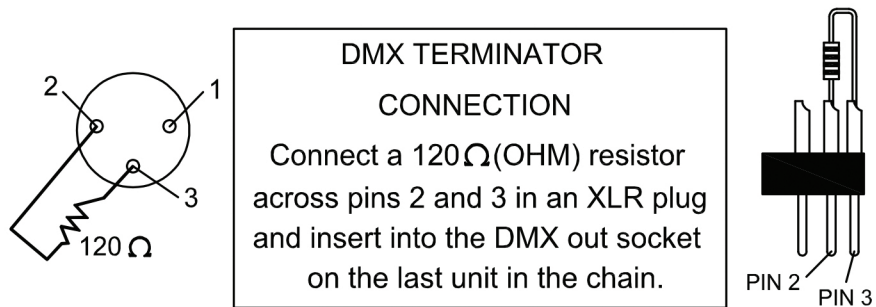 2
1
3
120 Ω
DMX TERMINATOR
CONNECTION
Connect a 120Ω(OHM) resistor
across pins 2 and 3 in an XLR plug
and insert into the DMX out socket
on the last unit in the chain.
PIN 2
PIN 3